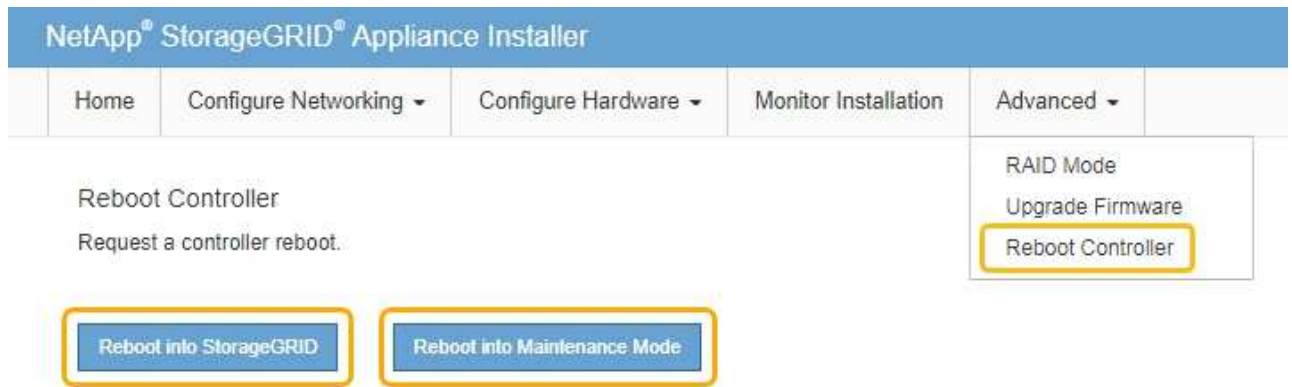 NetApp® StorageGRID® Appliance Installer
Home Configure Networking Configure Hardware Monitor Installation Advanced
RAID Mode
Upgrade Firmware
Reboot Controller
Reboot Controller
Request a controller reboot.
Reboot into StorageGRID Reboot into Maintenance Mode